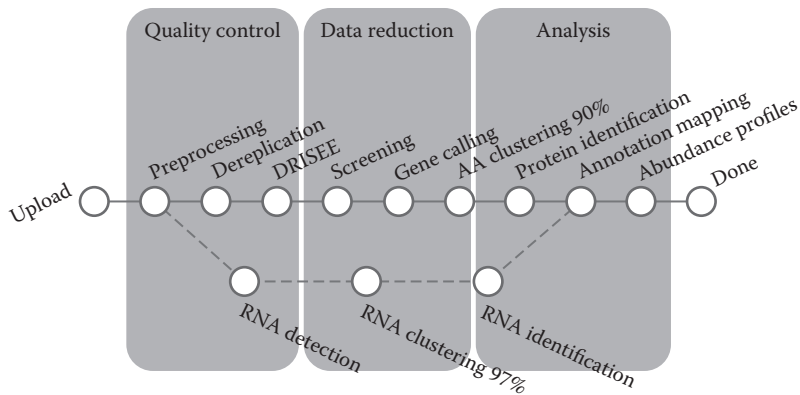 Quality control
Data reduction
Analysis
Upload
Preprocessing
Dereplication
DRISEE
Screening
Gene calling
AA clustering 90%
Protein identification
Annotation mapping
Abundance profiles
Done
RNA detection
RNA clustering 97%
RNA identification